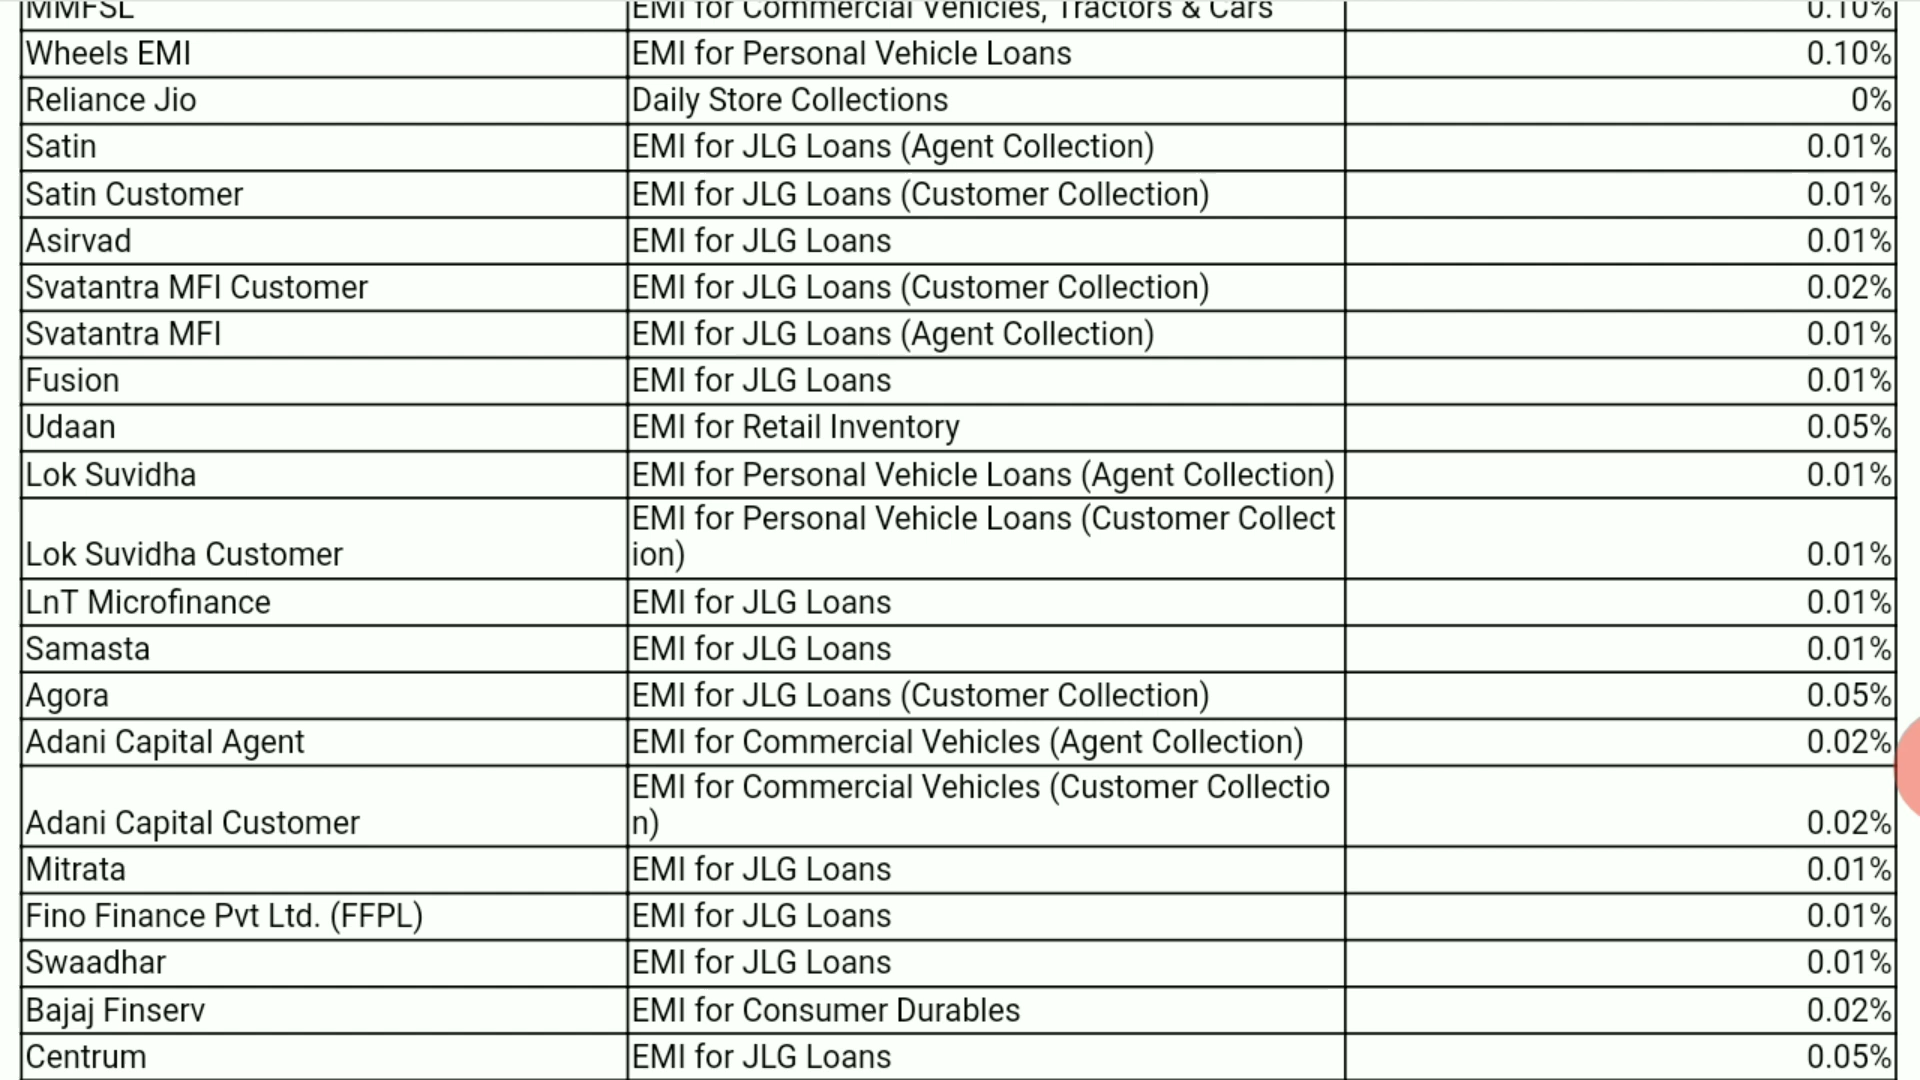 MMFSL EMI for Commercial Vehicles, Tractors & Cars 0.10%
Wheels EMI EMI for Personal Vehicle Loans 0.10%
Reliance Jio Daily Store Collections 0%
Satin EMI for JLG Loans (Agent Collection) 0.01%
Satin Customer EMI for JLG Loans (Customer Collection) 0.01%
Asirvad EMI for JLG Loans 0.01%
Svatantra MFI Customer EMI for JLG Loans (Customer Collection) 0.02%
Svatantra MFI EMI for JLG Loans (Agent Collection) 0.01%
Fusion EMI for JLG Loans 0.01%
Udaan EMI for Retail Inventory 0.05%
Lok Suvidha EMI for Personal Vehicle Loans (Agent Collection) 0.01%
EMI for Personal Vehicle Loans (Customer Collect
Lok Suvidha Customer ion) 0.01%
LnT Microfinance EMI for JLG Loans 0.01%
Samasta EMI for JLG Loans 0.01%
Agora EMI for JLG Loans (Customer Collection) 0.05%
Adani Capital Agent EMI for Commercial Vehicles (Agent Collection) 0.02%
EMI for Commercial Vehicles (Customer Collectio
Adani Capital Customer n) 0.02%
Mitrata EMI for JLG Loans 0.01%
Fino Finance Pvt Ltd. (FFPL) EMI for JLG Loans 0.01%
Swaadhar EMI for JLG Loans 0.01%
Bajaj Finserv EMI for Consumer Durables 0.02%
Centrum EMI for JLG Loans 0.05%